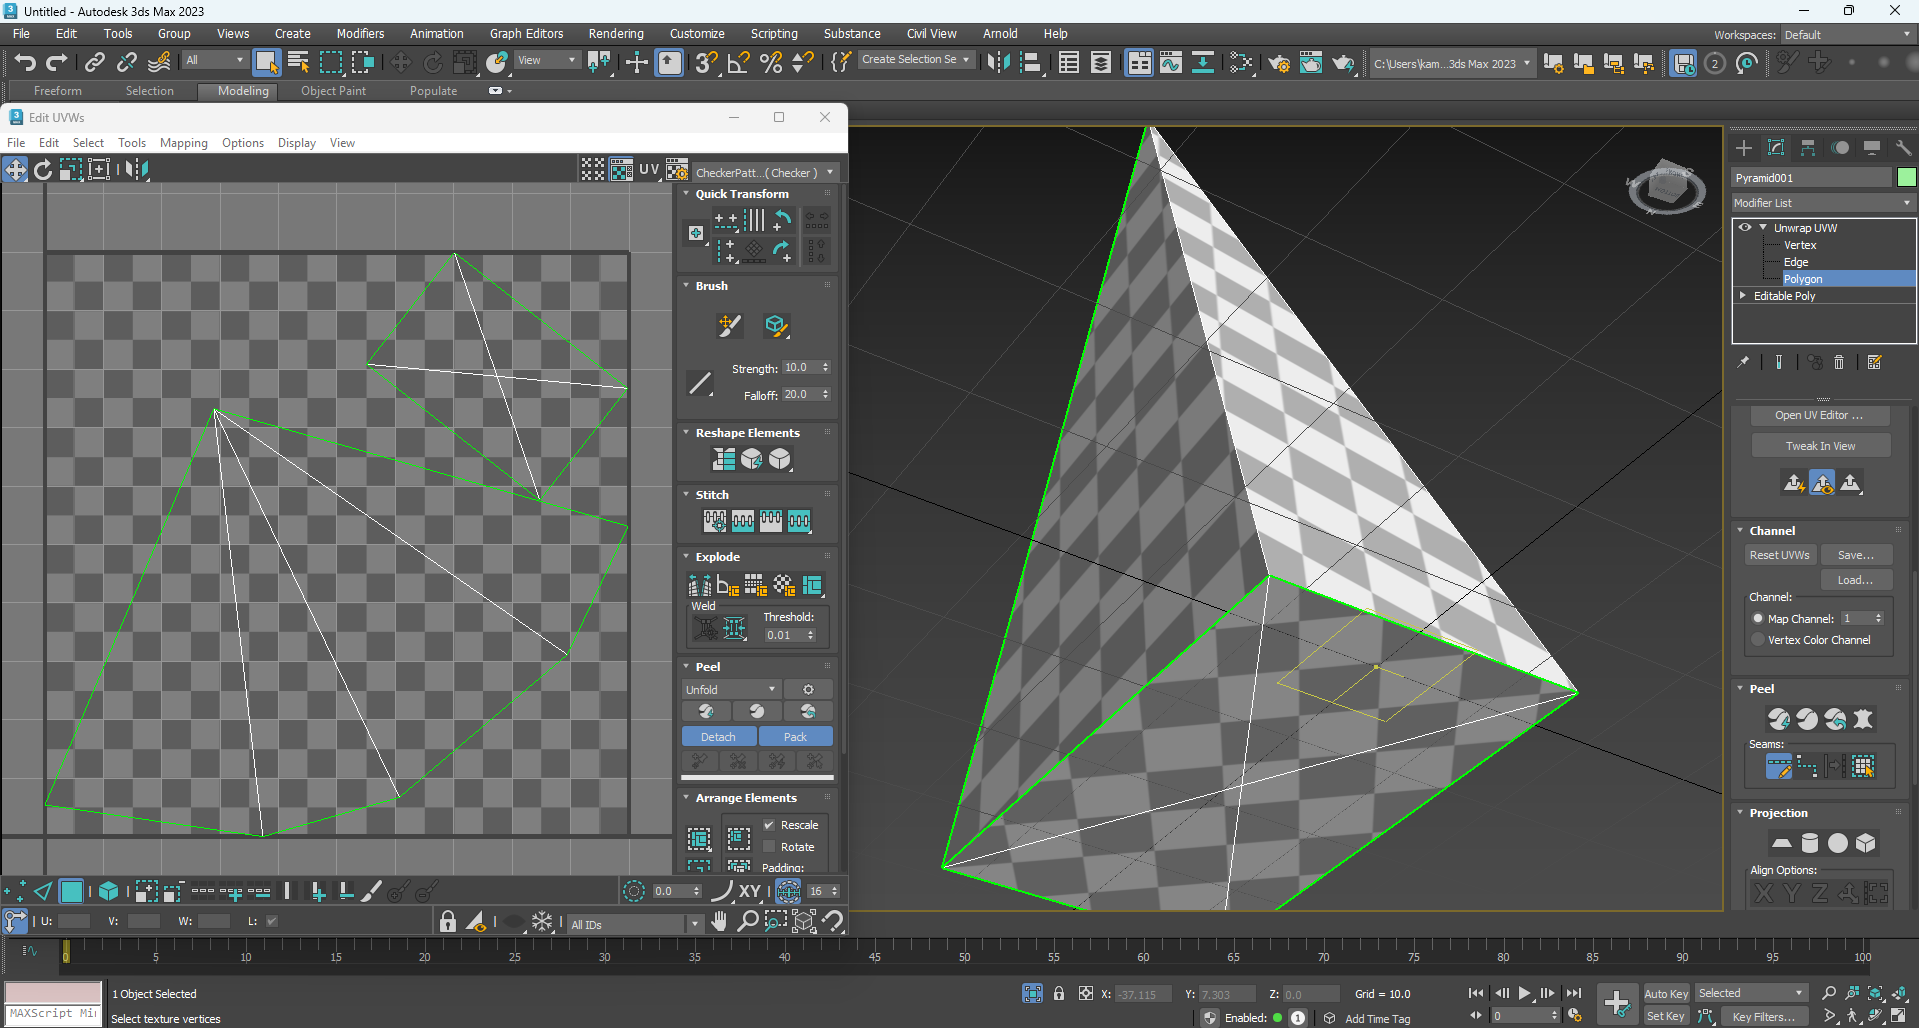 Untitled - Autodesk 3ds Max 2023
File Edit Tools Group Views Create Modifiers Animation Graph Editors Rendering Customize Scripting Substance Civil View Arnold Help
Workspaces: Default
All
View
Create Selection Se
C:\Users\kam...3ds Max 2023
2
Freeform Selection Modeling Object Paint Populate
Edit UVWs
File Edit Select Tools Mapping Options Display View
UV
CheckerPatt...( Checker )
Quick Transform
Brush
Strength: 10.0
Falloff: 20.0
Reshape Elements
Stitch
Explode
Weld
Threshold:
0.01
Peel
Unfold
Detach Pack
Arrange Elements
Rescale
Rotate
Padding:
0.0
XY
16
U: V: W: L:
All IDs
Pyramid001
Modifier List
Unwrap UVW
Vertex
Edge
Polygon
Editable Poly
Open UV Editor ...
Tweak In View
Channel
Reset UVWs Save...
Load...
Channel:
Map Channel: 1
Vertex Color Channel
Peel
Seams:
Projection
Align Options:
X Y Z
0 5 10 15 20 25 30 35 40 45 50 55 60 65 70 75 80 85 90 95 100
1 Object Selected
MAXScript Mi
Select texture vertices
X: -37.115 Y: 7.303 Z: 0.0 Grid = 10.0
Enabled: 1 Add Time Tag
0
Auto Key Selected
Set Key Key Filters...